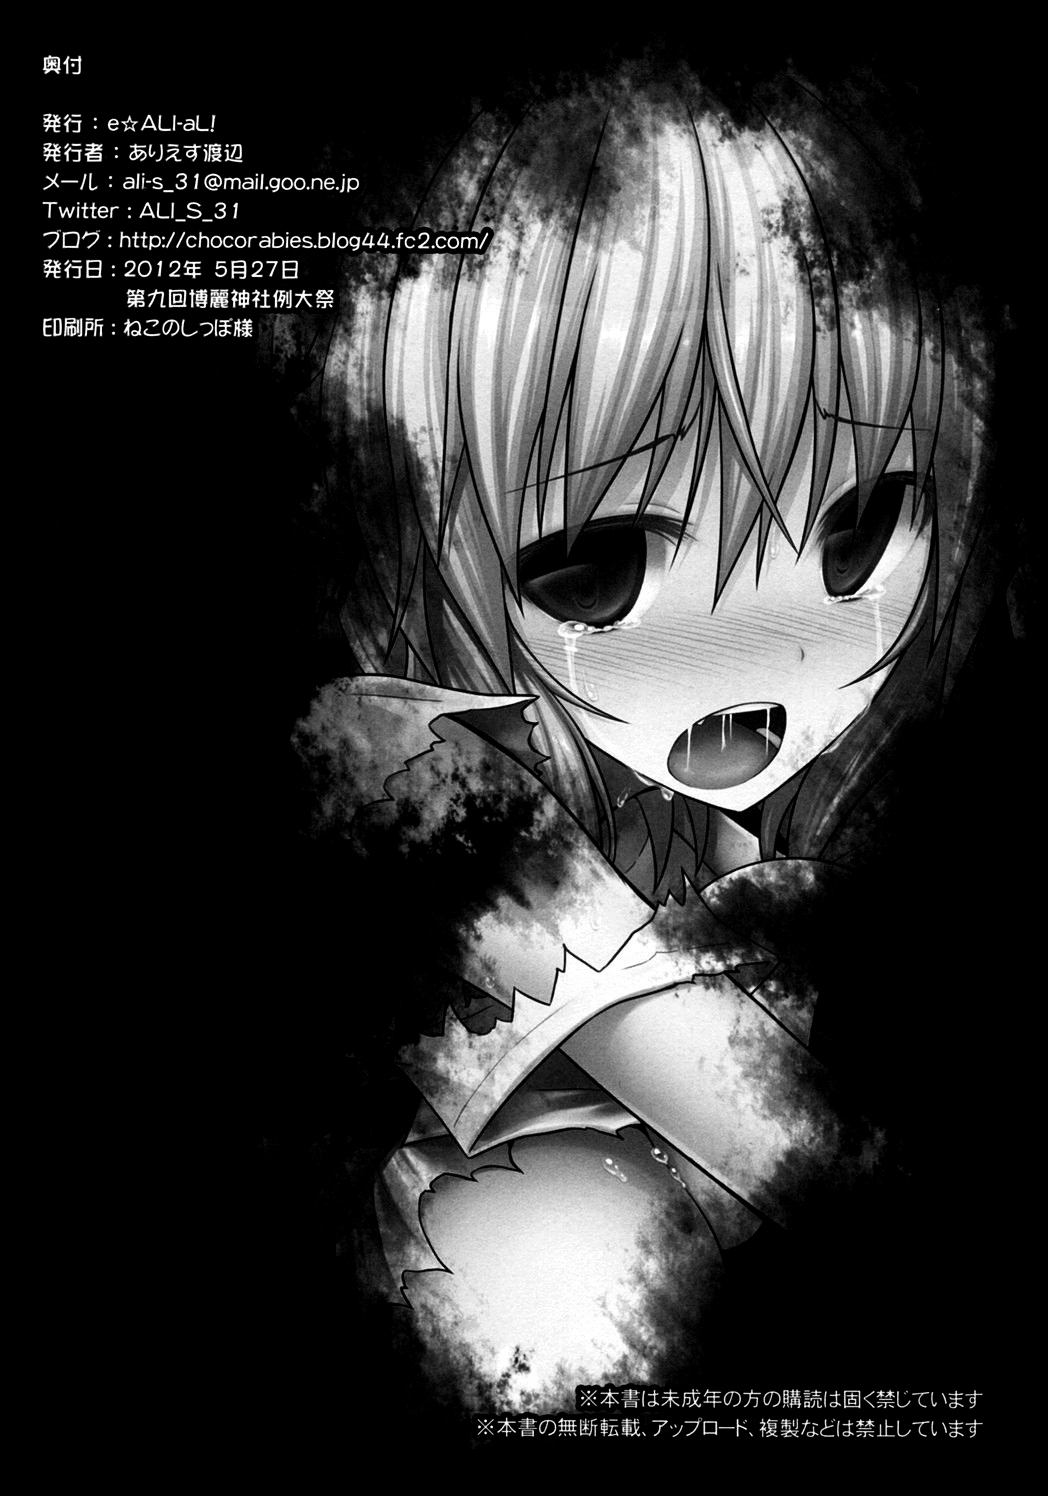 奥付
発行：e☆ALI-aL!
発行者：ありえす渡辺
メール：ali-s_31@mail.goo.ne.jp
Twitter：ALI_S_31
ブログ：http://chocorabies.blog44.fc2.com/
発行日：2012年 5月27日
第九回博麗神社例大祭
印刷所：ねこのしっぽ様
※本書は未成年の方の購読は固く禁じています
※本書の無断転載、アップロード、複製などは禁止しています